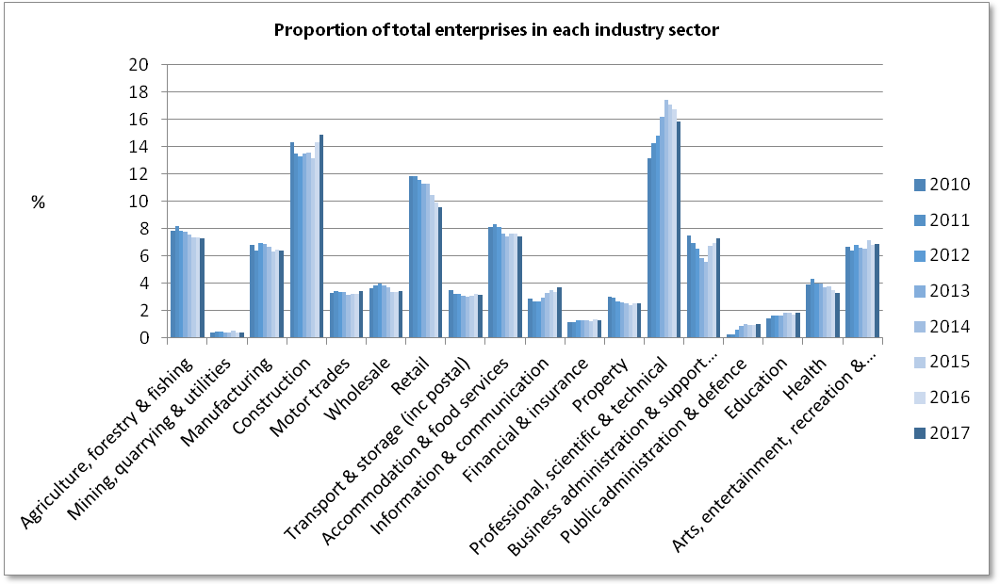 Proportion of total enterprises in each industry sector
20
18
16
14
12
10
8
6
4
2
0
%
Agriculture, forestry & fishing
Mining, quarrying & utilities
Manufacturing
Construction
Motor trades
Wholesale
Retail
Transport & storage (inc postal)
Accommodation & food services
Information & communication
Financial & insurance
Property
Professional, scientific & technical
Business administration & support...
Public administration & defence
Education
Health
Arts, entertainment, recreation &...
2010
2011
2012
2013
2014
2015
2016
2017